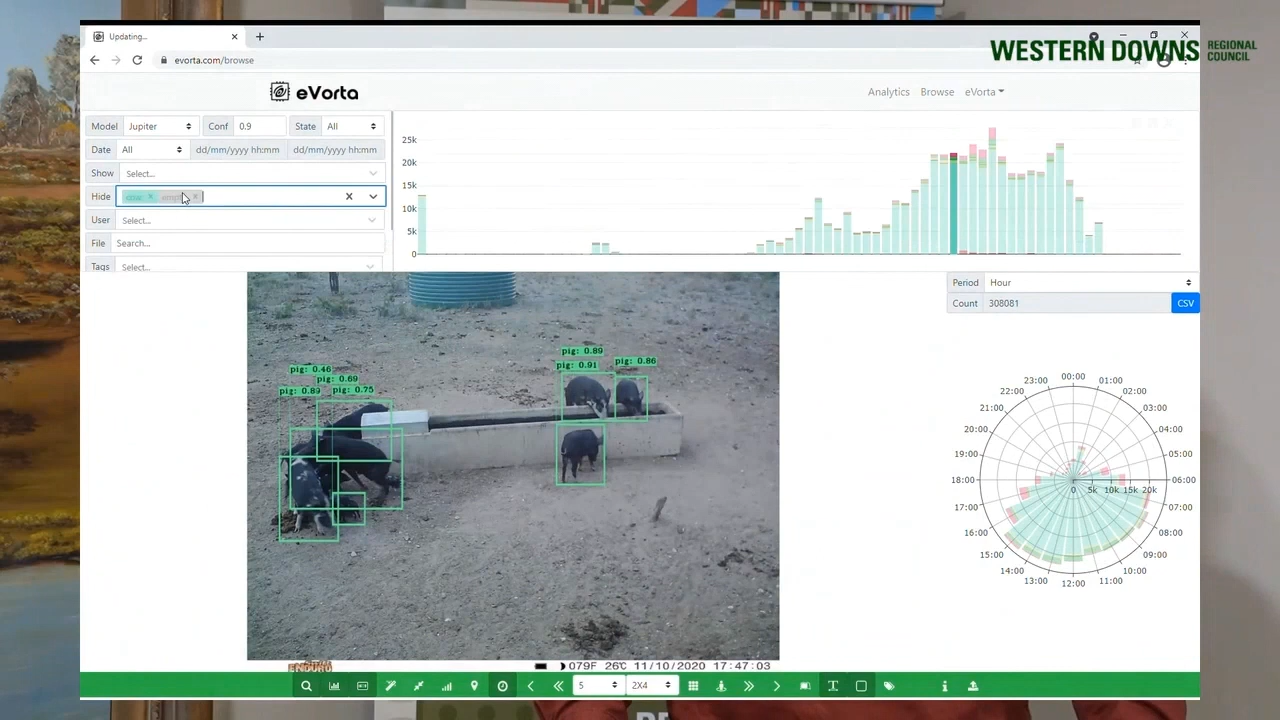 Updating...
WESTERN DOWNS REGIONAL COUNCIL
evorta.com/browse
eVorta
Analytics Browse eVorta
Model Jupiter Conf 0.9 State All
Date All dd/mm/yyyy hh:mm dd/mm/yyyy hh:mm
Show Select...
Hide
User Select...
File Search...
Tags Select...
25k
20k
15k
10k
5k
0
Period Hour
Count 308081 CSV
pig: 0.89
pig: 0.86
pig: 0.91
pig: 0.46
pig: 0.69
pig: 0.89 pig: 0.75
00:00
23:00 01:00
22:00 02:00
21:00 03:00
20:00 04:00
19:00 05:00
18:00 06:00
0 5k 10k 15k 20k
17:00 07:00
16:00 08:00
15:00 09:00
14:00 10:00
13:00 11:00
12:00
079F 26°C 11/10/2020 17:47:03
5 2X4